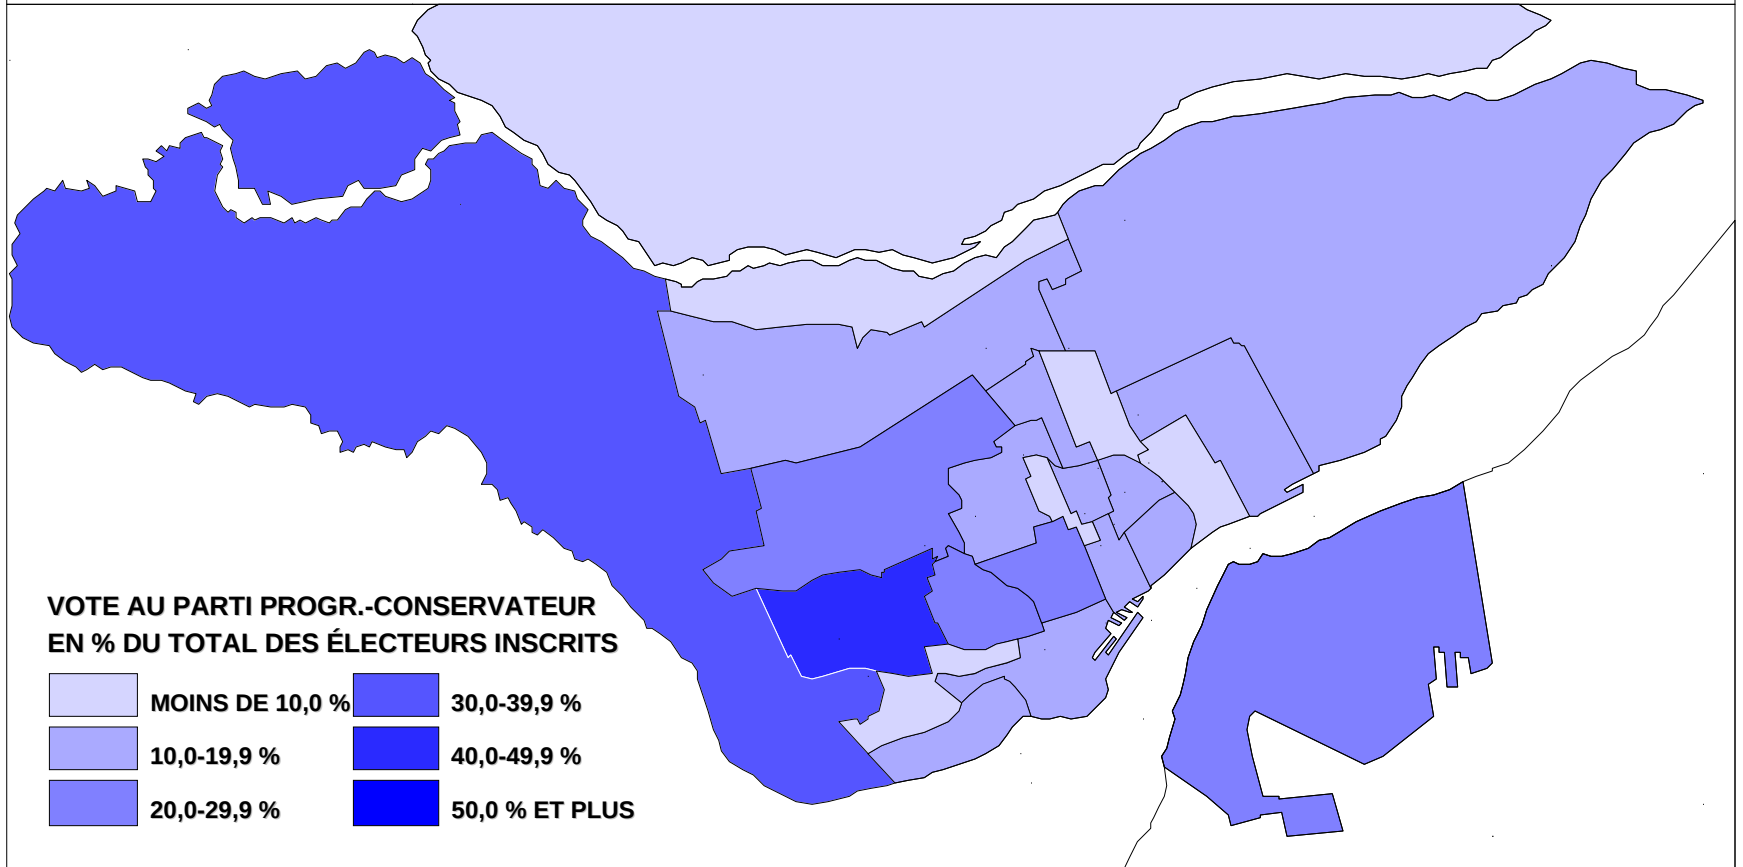 VOTE AU PARTI PROGR.-CONSERVATEUR
EN % DU TOTAL DES ÉLECTEURS INSCRITS
MOINS DE 10,0 %
30,0-39,9 %
10,0-19,9 %
40,0-49,9 %
20,0-29,9 %
50,0 % ET PLUS